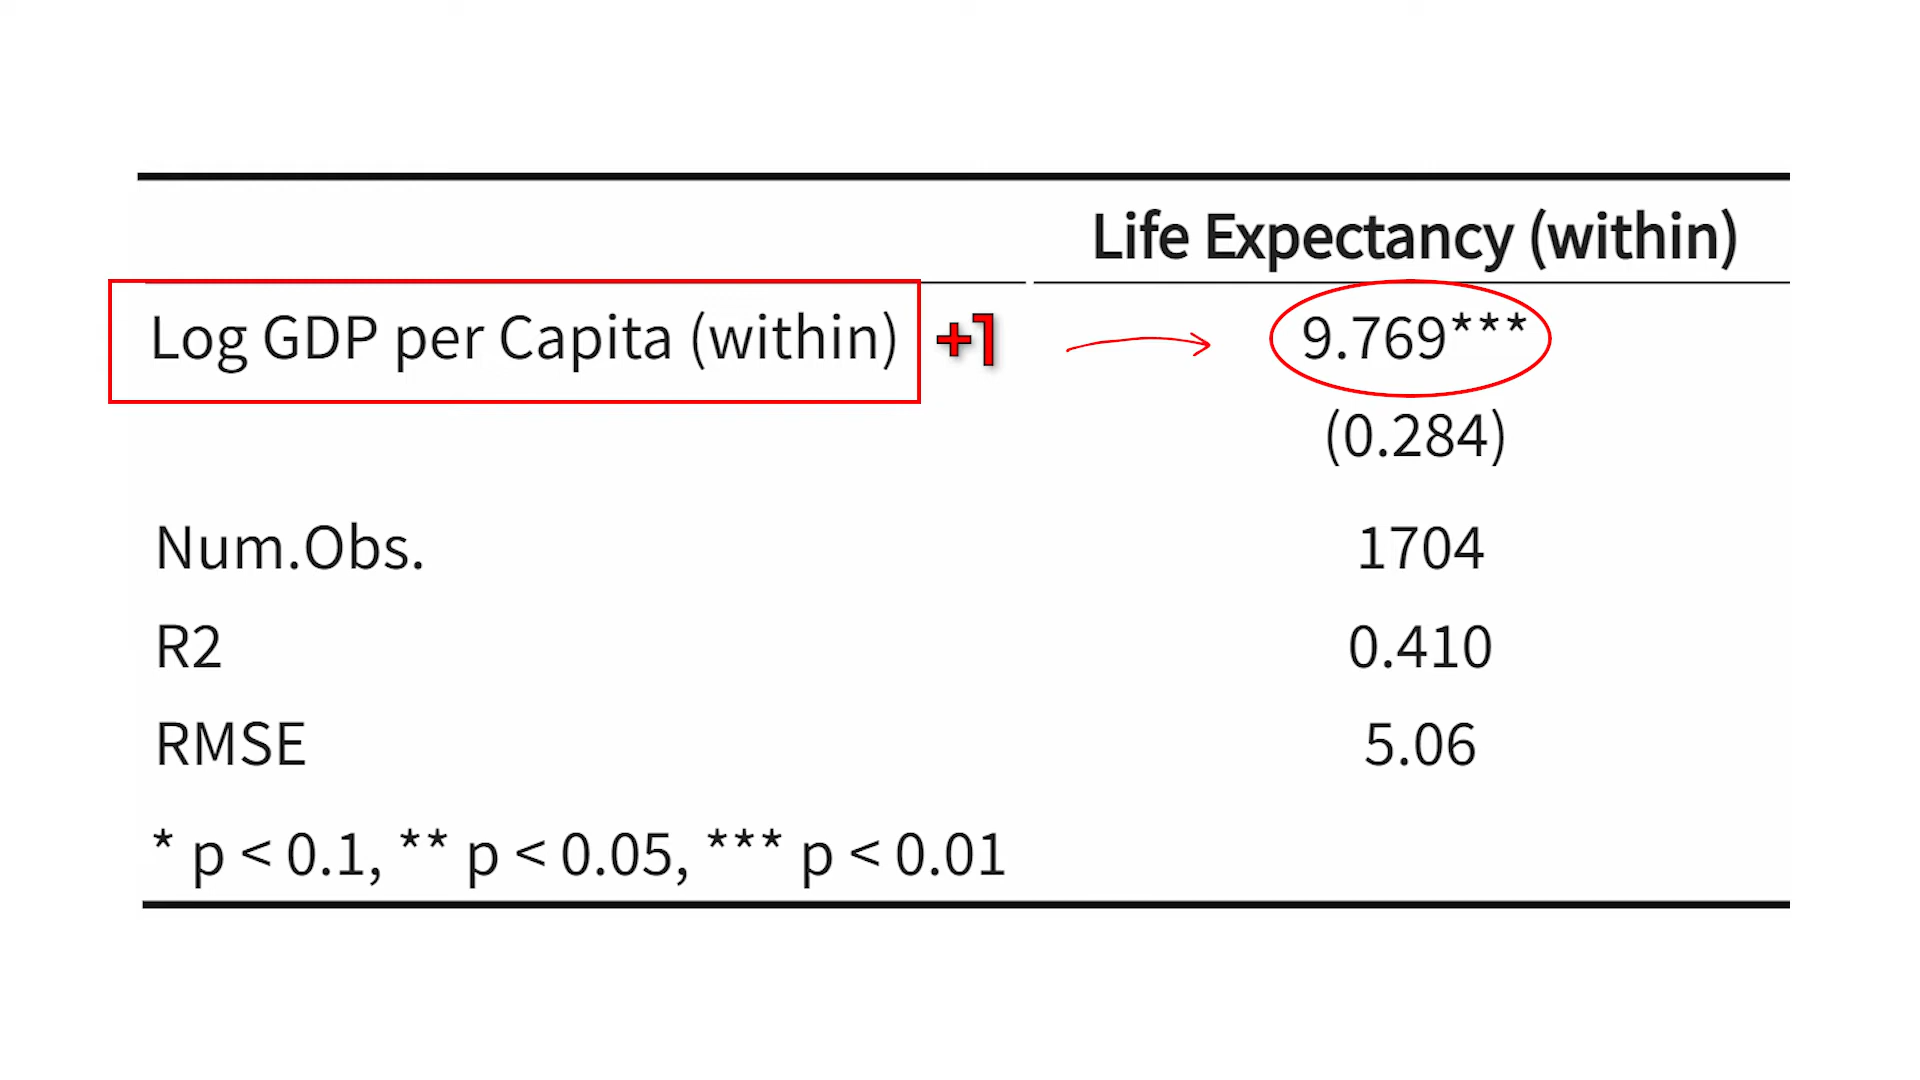 Life Expectancy (within)
Log GDP per Capita (within) +1 9.769***
(0.284)
Num.Obs. 1704
R2 0.410
RMSE 5.06
* p < 0.1, ** p < 0.05, *** p < 0.01